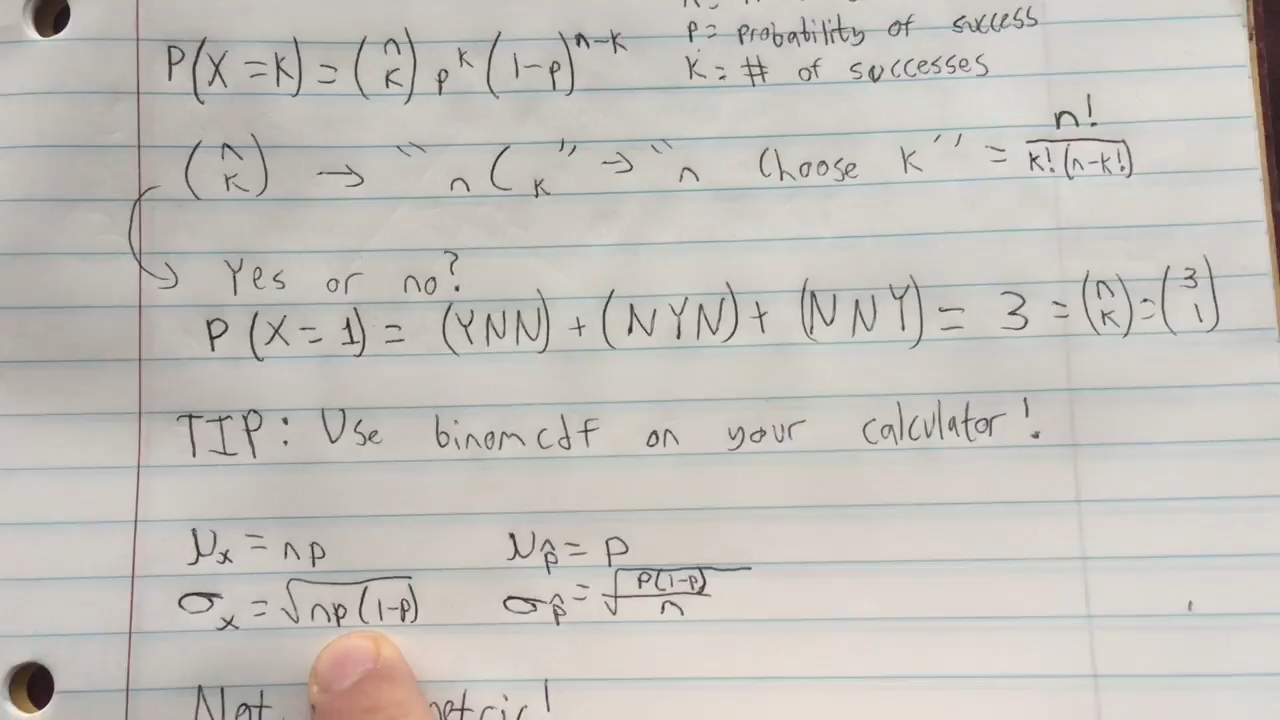 p = probability of success
P(X = K) = (n K) p^k (1-p)^n-k
K = # of successes
(n K) → "n C K" → "n Choose K" = n! / k!(n-k!)
Yes or no?
P(X = 1) = (YNN) + (NYN) + (NNY) = 3 = (n K) = (3 1)
TIP: Use binomcdf on your calculator!
μx = np μp̂ = p
σx = √np(1-p) σp̂ = √p(1-p)/n